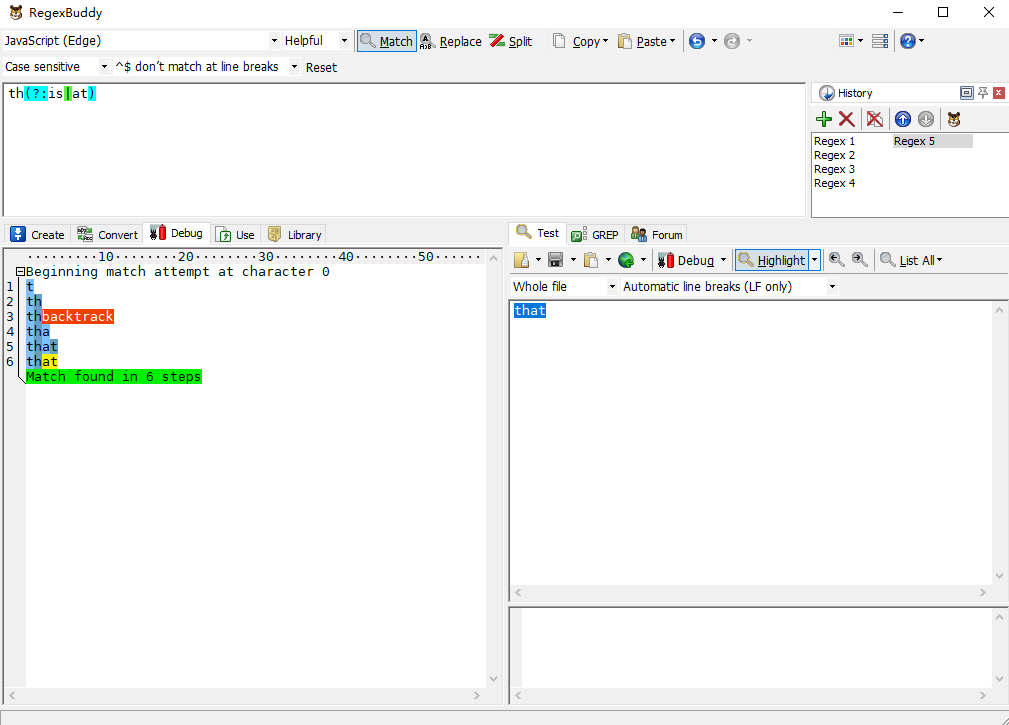 RegexBuddy
JavaScript (Edge) Helpful Match Replace Split Copy Paste
Case sensitive ^$ don't match at line breaks Reset
th(?:is|at)
History
Regex 1 Regex 5
Regex 2
Regex 3
Regex 4
Create Convert Debug Use Library
·········10········20········30········40········50······
Beginning match attempt at character 0
1 t
2 th
3 thbacktrack
4 tha
5 that
6 that
Match found in 6 steps
Test GREP Forum
Debug Highlight List All
Whole file Automatic line breaks (LF only)
that